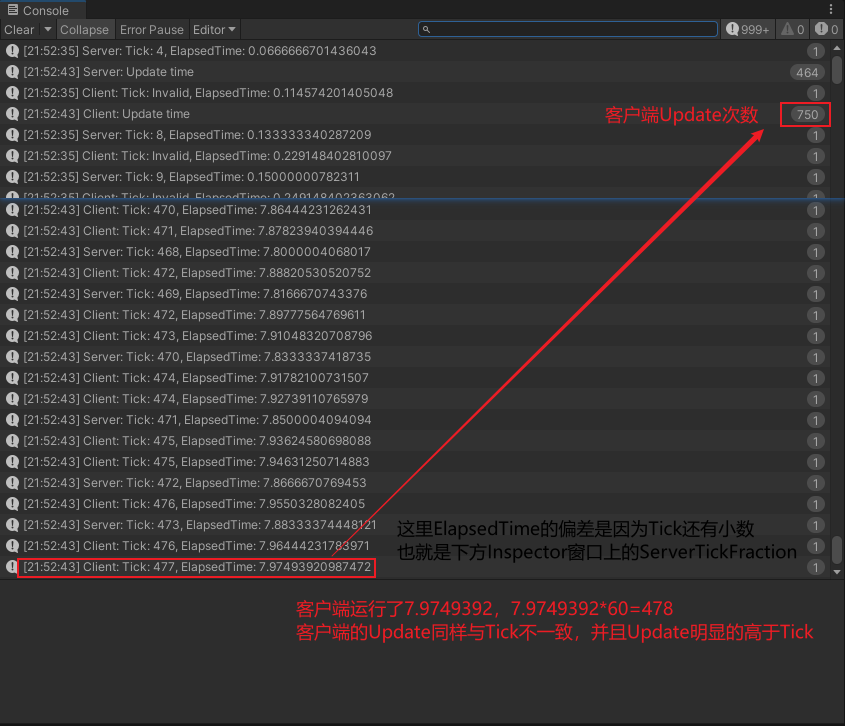 Console
Clear Collapse Error Pause Editor 999+ 0 0
[21:52:35] Server: Tick: 4, ElapsedTime: 0.0666666701436043 1
[21:52:43] Server: Update time 464
[21:52:35] Client: Tick: Invalid, ElapsedTime: 0.114574201405048 1
[21:52:43] Client: Update time 750
客户端Update次数
[21:52:35] Server: Tick: 8, ElapsedTime: 0.133333340287209 1
[21:52:35] Client: Tick: Invalid, ElapsedTime: 0.229148402810097 1
[21:52:35] Server: Tick: 9, ElapsedTime: 0.15000000782311 1
[21:52:35] Client: Tick: Invalid, ElapsedTime: 0.249148402363062 1
[21:52:43] Client: Tick: 470, ElapsedTime: 7.86444231262431 1
[21:52:43] Client: Tick: 471, ElapsedTime: 7.87823940394446 1
[21:52:43] Server: Tick: 468, ElapsedTime: 7.8000004068017 1
[21:52:43] Client: Tick: 472, ElapsedTime: 7.88820530520752 1
[21:52:43] Server: Tick: 469, ElapsedTime: 7.8166670743376 1
[21:52:43] Client: Tick: 472, ElapsedTime: 7.89777564769611 1
[21:52:43] Client: Tick: 473, ElapsedTime: 7.91048320708796 1
[21:52:43] Server: Tick: 470, ElapsedTime: 7.8333337418735 1
[21:52:43] Client: Tick: 474, ElapsedTime: 7.91782100731507 1
[21:52:43] Client: Tick: 474, ElapsedTime: 7.92739110765979 1
[21:52:43] Server: Tick: 471, ElapsedTime: 7.8500004094094 1
[21:52:43] Client: Tick: 475, ElapsedTime: 7.93624580698088 1
[21:52:43] Client: Tick: 475, ElapsedTime: 7.94631250714883 1
[21:52:43] Server: Tick: 472, ElapsedTime: 7.8666670769453 1
[21:52:43] Client: Tick: 476, ElapsedTime: 7.9550328082405 1
[21:52:43] Server: Tick: 473, ElapsedTime: 7.88333374448121 1
[21:52:43] Client: Tick: 476, ElapsedTime: 7.96444231783971 1
[21:52:43] Client: Tick: 477, ElapsedTime: 7.97493920987472 1
这里ElapsedTime的偏差是因为Tick还有小数
也就是下方Inspector窗口上的ServerTickFraction
客户端运行了7.9749392，7.9749392*60=478
客户端的Update同样与Tick不一致，并且Update明显的高于Tick